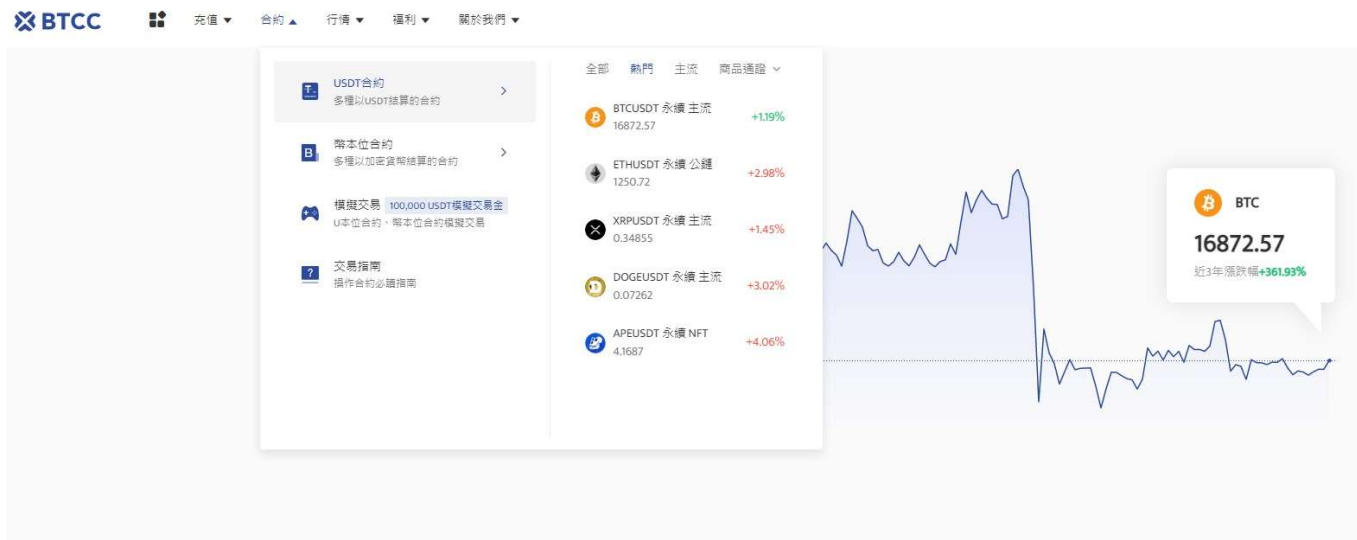 BTCC
充值 ▼
合約 ▲
行情 ▼
福利 ▼
關於我們 ▼
USDT合約
多種以USDT結算的合約
幣本位合約
多種以加密貨幣結算的合約
模擬交易 100,000 USDT模擬交易金
U本位合約、幣本位合約模擬交易
交易指南
操作合約必讀指南
全部 熱門 主流 商品通證
BTCUSDT 永續 主流
16872.57
+1.19%
ETHUSDT 永續 公鏈
1250.72
+2.98%
XRPUSDT 永續 主流
0.34855
+1.45%
DOGEUSDT 永續 主流
0.07262
+3.02%
APEUSDT 永續 NFT
4.1687
+4.06%
BTC
16872.57
近3年漲跌幅+361.93%